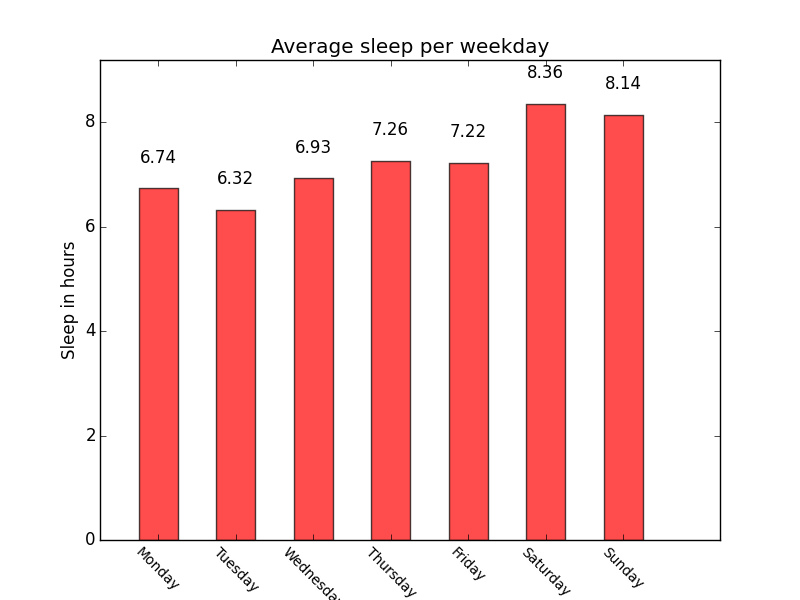 Average sleep per weekday
8.36
8.14
7.26
7.22
6.93
6.74
6.32
8
6
4
2
0
Sleep in hours
Monday
Tuesday
Wednesday
Thursday
Friday
Saturday
Sunday